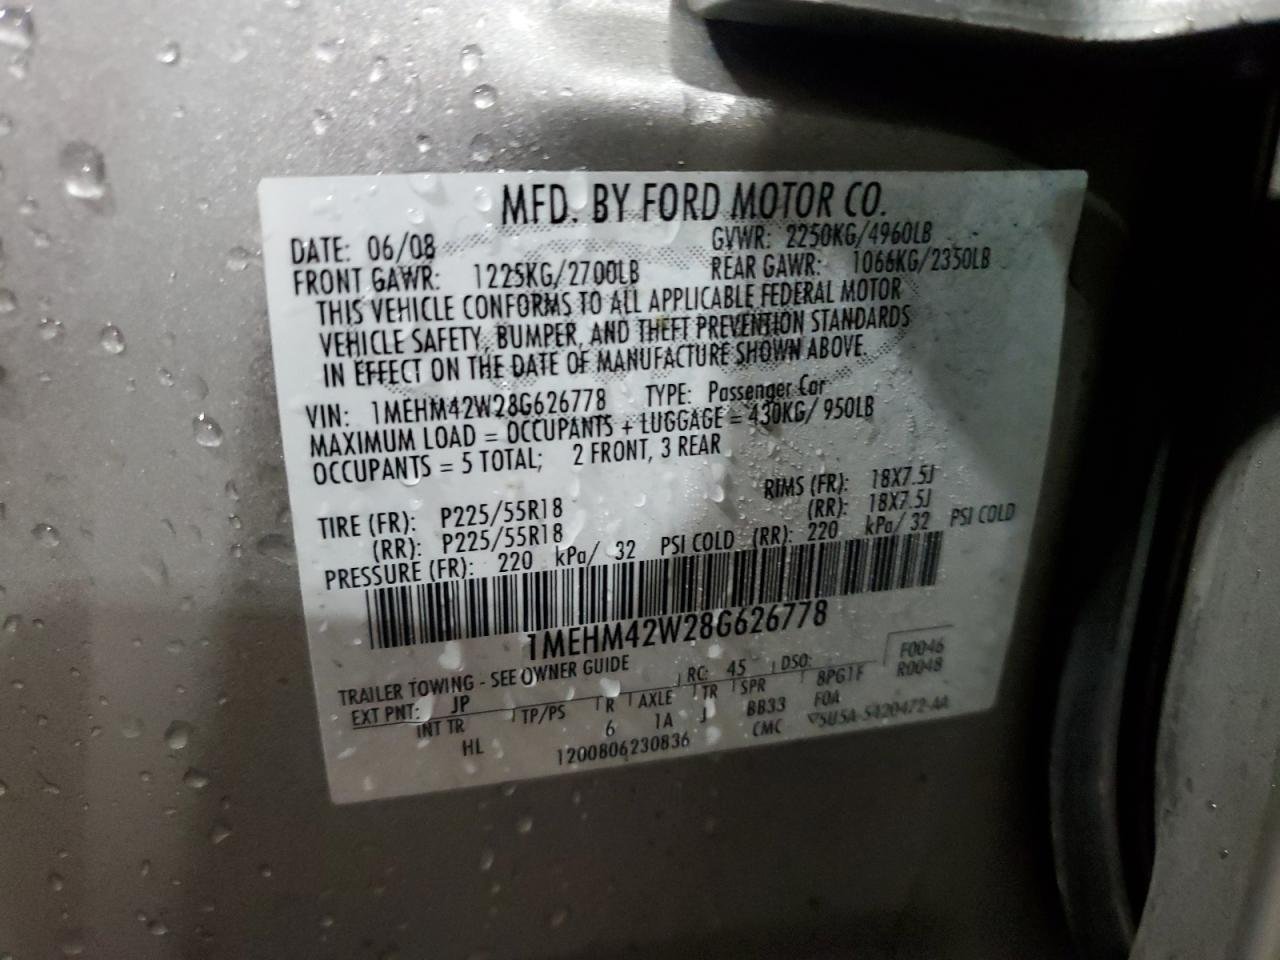 MFD. BY FORD MOTOR CO.
DATE: 06/08 GVWR: 2250KG/4960LB
FRONT GAWR: 1225KG/2700LB REAR GAWR: 1066KG/2350LB
THIS VEHICLE CONFORMS TO ALL APPLICABLE FEDERAL MOTOR
VEHICLE SAFETY, BUMPER, AND THEFT PREVENTION STANDARDS
IN EFFECT ON THE DATE OF MANUFACTURE SHOWN ABOVE.
VIN: 1MEHM42W28G626778 TYPE: Passenger Car
MAXIMUM LOAD = OCCUPANTS + LUGGAGE = 430KG/ 950LB
OCCUPANTS = 5 TOTAL; 2 FRONT, 3 REAR
TIRE (FR): P225/55R18 RIMS (FR): 18X7.5J
(RR): P225/55R18 (RR): 18X7.5J
PRESSURE (FR): 220 kPa/ 32 PSI COLD (RR): 220 kPa/ 32 PSI COLD
1MEHM42W28G626778
TRAILER TOWING - SEE OWNER GUIDE F0046
EXT PNT: JP RC: 45 DSO: R0048
INT TR TP/PS R AXLE TR SPR 8PG1F
HL 6 1A J BB33 FOA
1200806230836 CMC 5U5A-5420472-AA